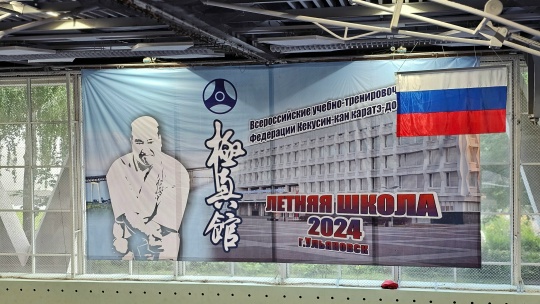 Всероссийские учебно-тренировоч
Федерации Кекусин-кан каратэ-до
極真館
ЛЕТНЯЯ ШКОЛА
2024
г.Ульяновск